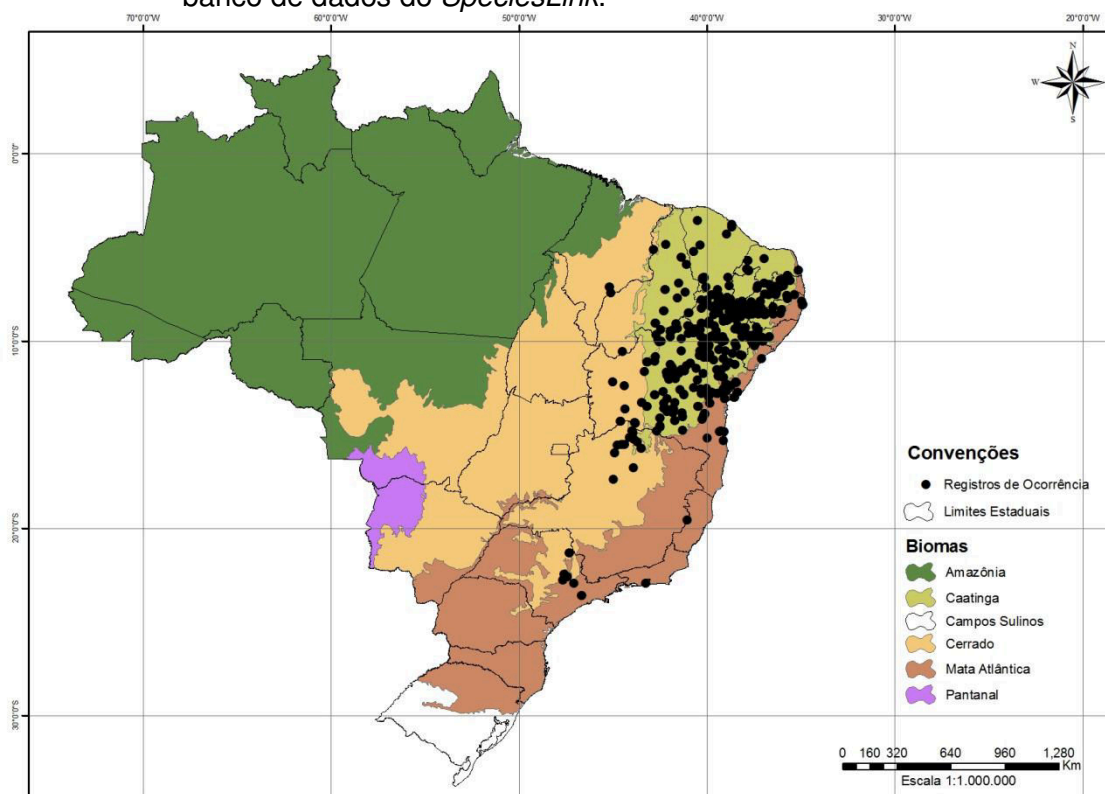 banco de dados do SpeciesLink.
70°0'0"W 60°0'0"W 50°0'0"W 40°0'0"W 30°0'0"W 20°0'0"W
N
W
S
0°0'0"
10°0'0"S
20°0'0"S
30°0'0"S
Convenções
Registros de Ocorrência
Limites Estaduais
Biomas
Amazônia
Caatinga
Campos Sulinos
Cerrado
Mata Atlântica
Pantanal
0 160 320 640 960 1,280
Km
Escala 1:1.000.000